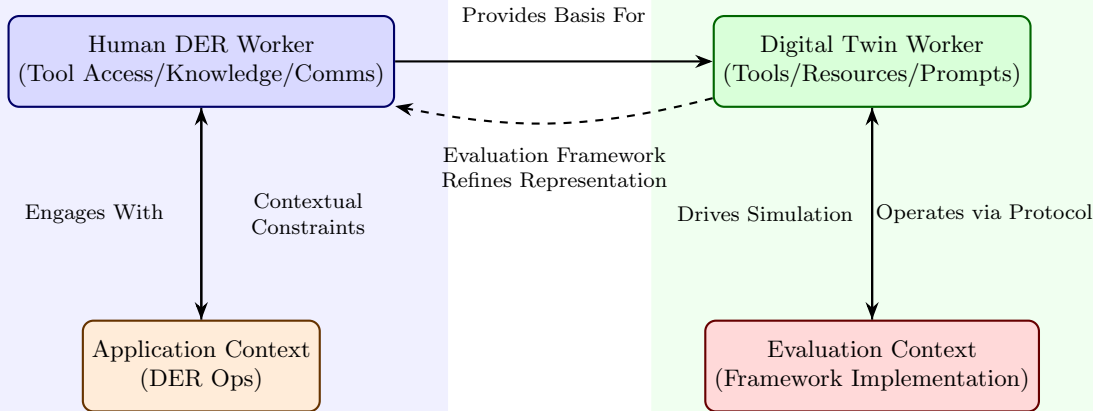 Provides Basis For
Human DER Worker
(Tool Access/Knowledge/Comms)
Digital Twin Worker
(Tools/Resources/Prompts)
Evaluation Framework
Refines Representation
Engages With
Contextual
Constraints
Drives Simulation
Operates via Protocol
Application Context
(DER Ops)
Evaluation Context
(Framework Implementation)